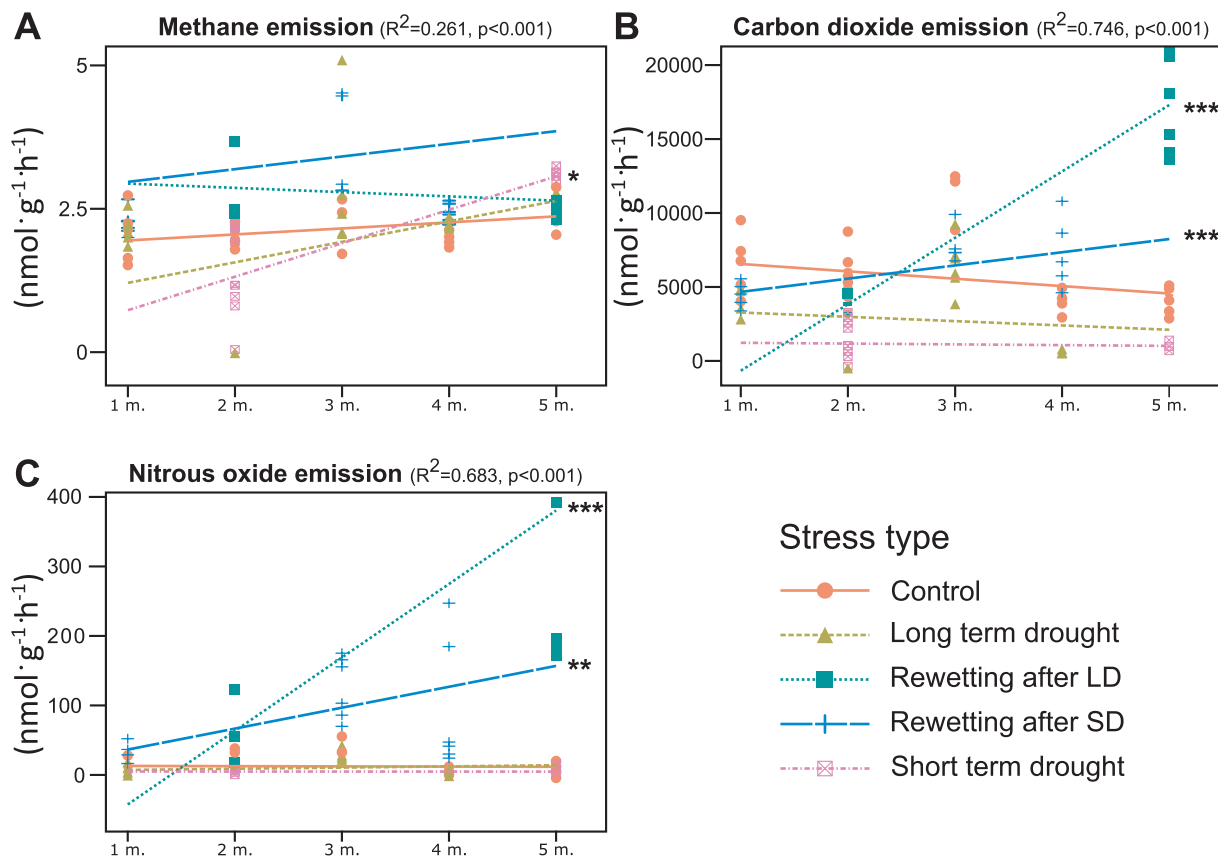 A Methane emission (R²=0.261, p<0.001)
(nmol·g⁻¹·h⁻¹)
5
2.5
0
1 m. 2 m. 3 m. 4 m. 5 m.
*
B Carbon dioxide emission (R²=0.746, p<0.001)
(nmol·g⁻¹·h⁻¹)
20000
15000
10000
5000
0
1 m. 2 m. 3 m. 4 m. 5 m.
***
***
C Nitrous oxide emission (R²=0.683, p<0.001)
(nmol·g⁻¹·h⁻¹)
400
300
200
100
0
1 m. 2 m. 3 m. 4 m. 5 m.
***
**
Stress type
Control
Long term drought
Rewetting after LD
Rewetting after SD
Short term drought